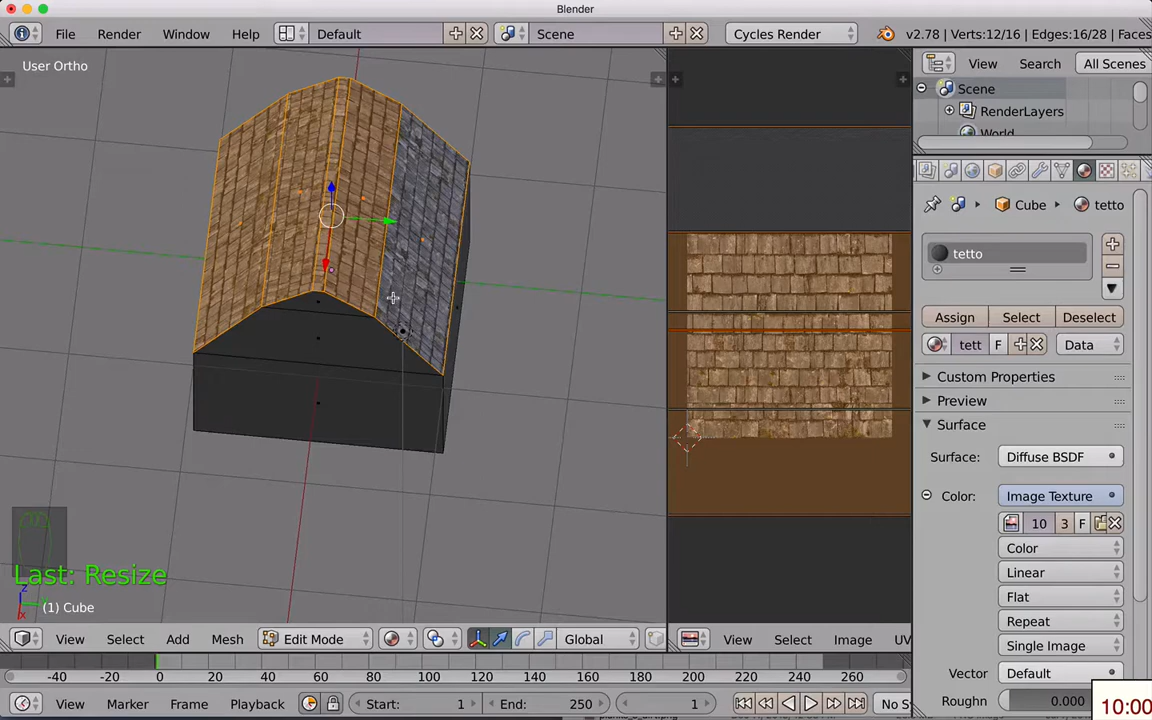 Blender
File Render Window Help Default Scene Cycles Render v2.78 | Verts:12/16 | Edges:16/28 | Faces
User Ortho
View Search All Scenes
Scene
RenderLayers
World
Cube tetto
tetto
Assign Select Deselect
tett F Data
Custom Properties
Preview
Surface
Surface: Diffuse BSDF
Color: Image Texture
10 3 F
Color
Linear
Flat
Repeat
Single Image
Vector Default
Roughn 0.000
Last: Resize
z
x
(1) Cube
View Select Add Mesh Edit Mode Global View Select Image UV
-40 -20 0 20 40 60 80 100 120 140 160 180 200 220 240 260
View Marker Frame Playback Start: 1 End: 250 1 No S
10:00